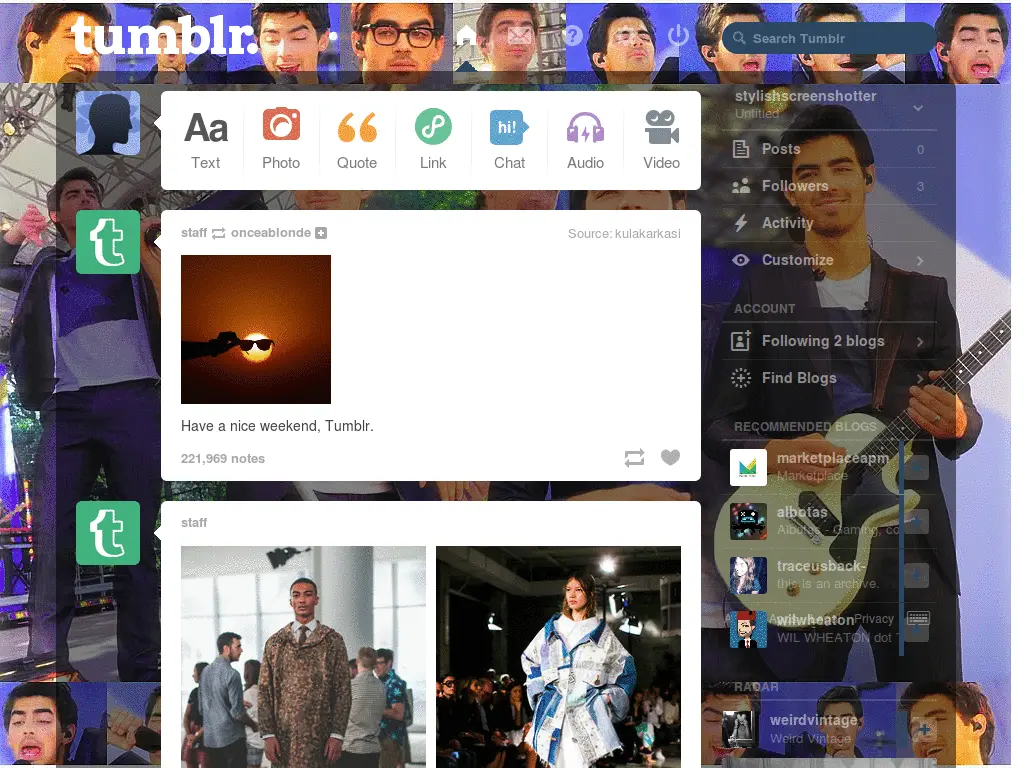 tumblr.
Search Tumblr
stylishscreenshotter
Untitled
Aa
hi!
Text
Photo
Quote
Link
Chat
Audio
Video
Posts
0
Followers
3
Activity
Customize
ACCOUNT
Following 2 blogs
Find Blogs
RECOMMENDED BLOGS
marketplaceapm
Marketplace
albotas
Albotas - Gaming, co
traceusback-
this is an archive.
wilwheaton
Privacy
WIL WHEATON dot T
RADAR
weirdvintage
Weird Vintage
t
staff onceablonde
Source: kulakarkasi
Have a nice weekend, Tumblr.
221,969 notes
t
staff